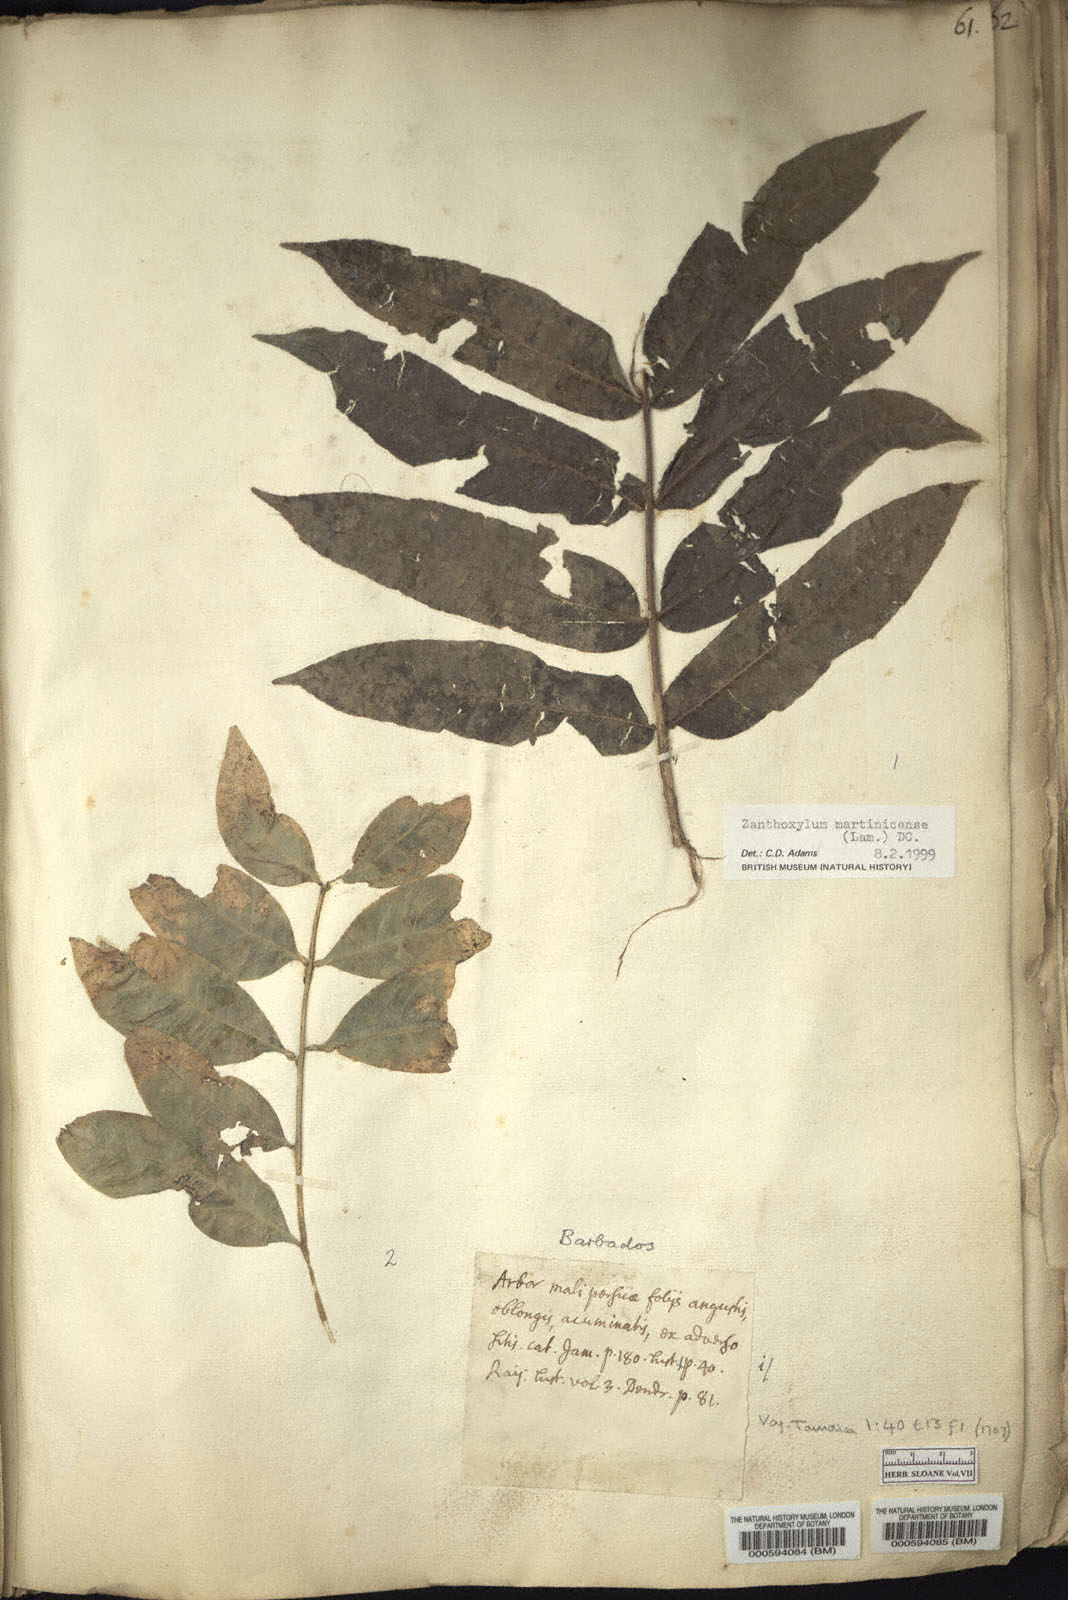 61. 62
1
Zanthoxylum martinicense
(Lam.) DC.
Det.: C.D. Adams 8.2.1999
BRITISH MUSEUM (NATURAL HISTORY)
2
Barbados
Arbor mali persicæ folijs angustis,
oblongis, acuminatis, ex adverso
sitis. cat. Jam. p. 180. hist. p. 40.
Raij. hist. vol. 3. Dendr. p. 81.
Voy. Jamaica 1:40 t 13 f 1 (1707)
HERB. SLOANE Vol. VII
THE NATURAL HISTORY MUSEUM, LONDON
DEPARTMENT OF BOTANY
000594084 (BM)
THE NATURAL HISTORY MUSEUM, LONDON
DEPARTMENT OF BOTANY
000594085 (BM)